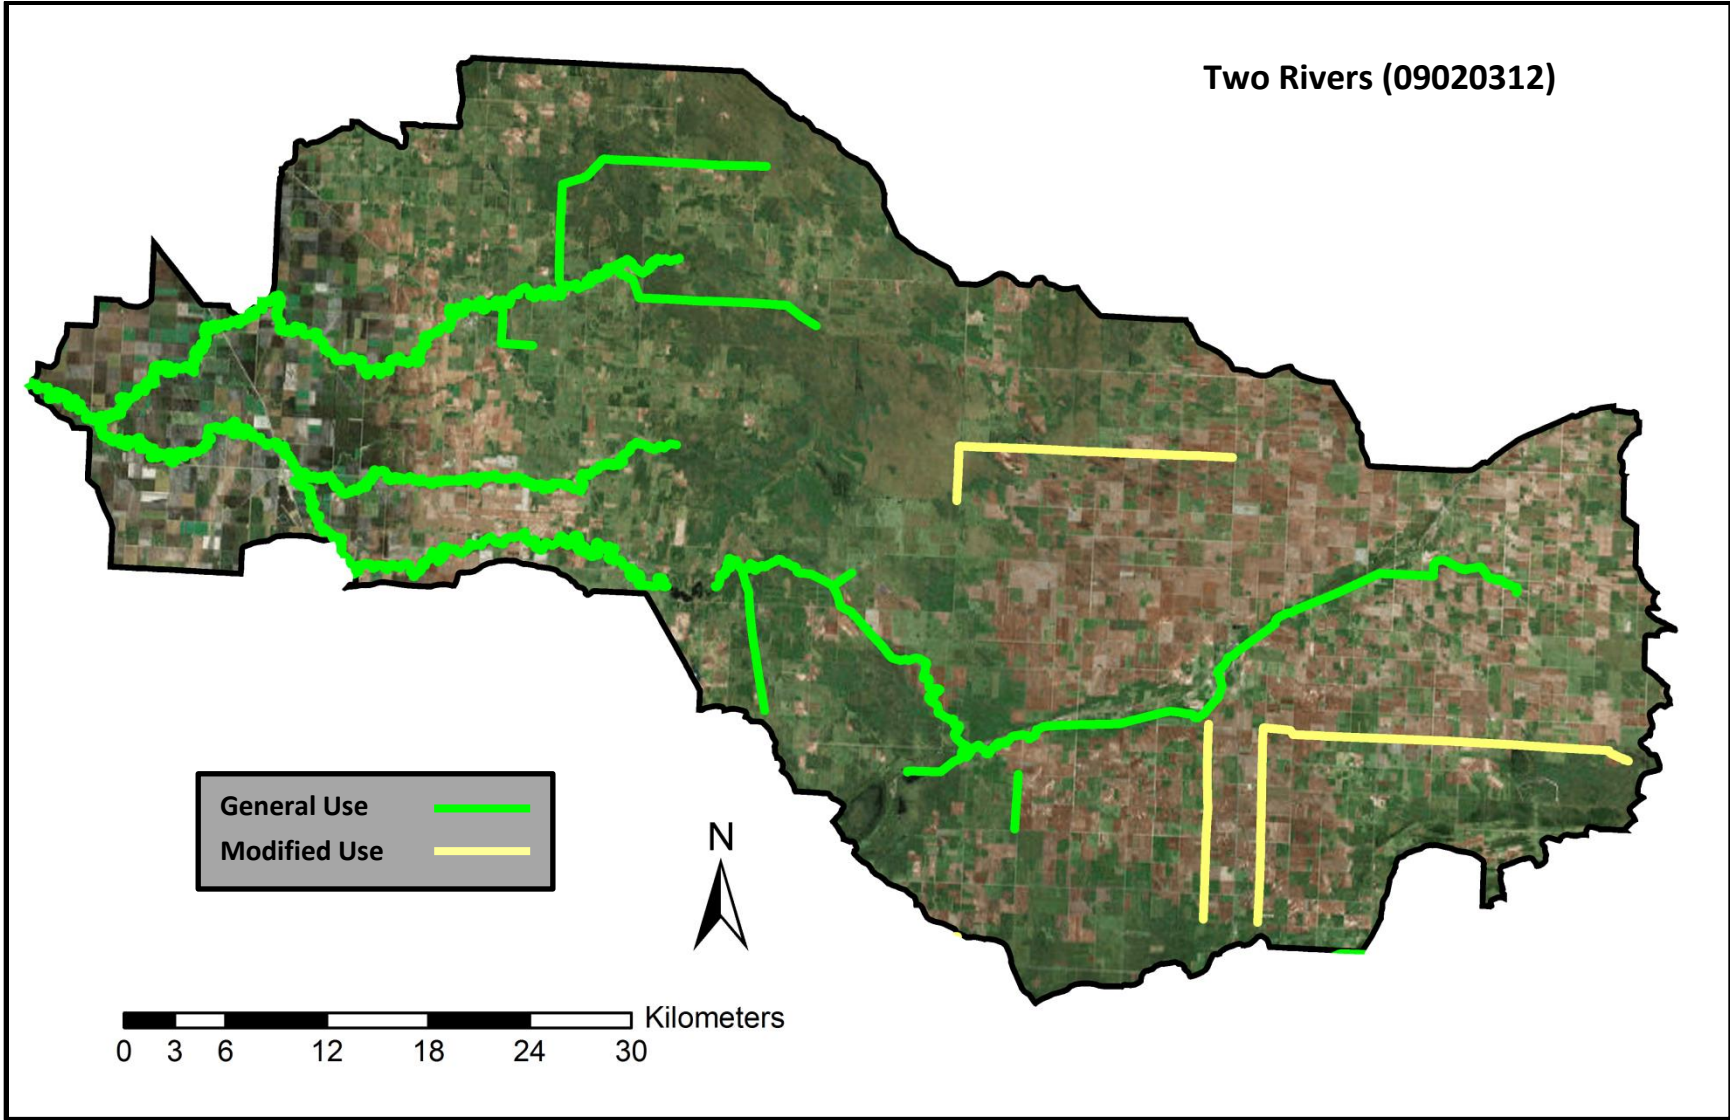 Two Rivers (09020312)
General Use
Modified Use
N
Kilometers
0 3 6 12 18 24 30